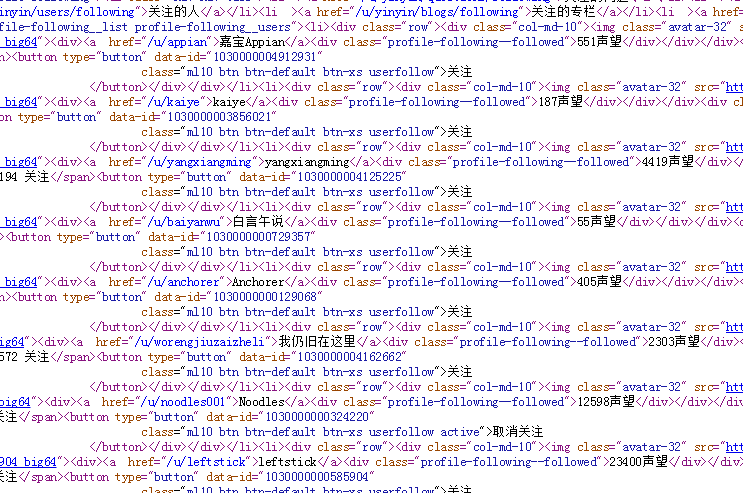 inyin/users/following">关注的人</a></li><li  ><a href="/u/yinyin/blogs/following">关注的专栏</a></li><li  ><a href="/u/y
file-following__list profile-following__users"><li><div class="row"><div class="col-md-10"><img class="avatar-32" src=
_big64"><div><a  href="/u/appian">嘉宝Appian</a><div class="profile-following--followed">551声望</div></div></div><div c
n><button type="button" data-id="1030000004912931"
class="ml10 btn btn-default btn-xs userfollow">关注
</button></div></div></li><li><div class="row"><div class="col-md-10"><img class="avatar-32" src="htt
_big64"><div><a  href="/u/kaiye">kaiye</a><div class="profile-following--followed">187声望</div></div></div><div c
on type="button" data-id="1030000003856021"
class="ml10 btn btn-default btn-xs userfollow">关注
</button></div></div></li><li><div class="row"><div class="col-md-10"><img class="avatar-32" src="htt
_big64"><div><a  href="/u/yangxiangming">yangxiangming</a><div class="profile-following--followed">4419声望</div></
194 关注</span><button type="button" data-id="1030000004125225"
class="ml10 btn btn-default btn-xs userfollow">关注
</button></div></div></li><li><div class="row"><div class="col-md-10"><img class="avatar-32" src="htt
_big64"><div><a  href="/u/baiyanwu">白言午说</a><div class="profile-following--followed">55声望</div></div></div><d
><button type="button" data-id="1030000000729357"
class="ml10 btn btn-default btn-xs userfollow">关注
</button></div></div></li><li><div class="row"><div class="col-md-10"><img class="avatar-32" src="htt
_big64"><div><a  href="/u/anchorer">Anchorer</a><div class="profile-following--followed">405声望</div></div></div>
n><button type="button" data-id="1030000000129068"
class="ml10 btn btn-default btn-xs userfollow">关注
</button></div></div></li><li><div class="row"><div class="col-md-10"><img class="avatar-32" src="htt
ig64"><div><a  href="/u/worengjiuzaizheli">我仍旧在这里</a><div class="profile-following--followed">2303声望</div></
572 关注</span><button type="button" data-id="1030000004162662"
class="ml10 btn btn-default btn-xs userfollow">关注
</button></div></div></li><li><div class="row"><div class="col-md-10"><img class="avatar-32" src="htt
big64"><div><a  href="/u/noodles001">Noodles</a><div class="profile-following--followed">12598声望</div></div></div>
关注</span><button type="button" data-id="1030000000324220"
class="ml10 btn btn-default btn-xs userfollow active">取消关注
</button></div></div></li><li><div class="row"><div class="col-md-10"><img class="avatar-32" src="htt
904_big64"><div><a  href="/u/leftstick">leftstick</a><div class="profile-following--followed">23400声望</div></div>
<button type="button" data-id="1030000000585904"
class="ml10 btn btn-default btn-xs userfollow">关注